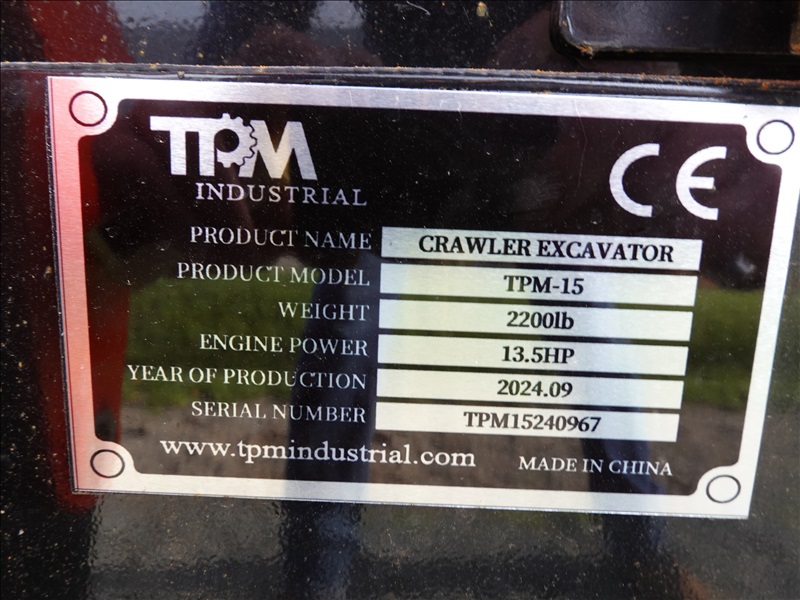 TPM
INDUSTRIAL
CE
PRODUCT NAME CRAWLER EXCAVATOR
PRODUCT MODEL TPM-15
WEIGHT 2200lb
ENGINE POWER 13.5HP
YEAR OF PRODUCTION 2024.09
SERIAL NUMBER TPM15240967
www.tpmindustrial.com MADE IN CHINA